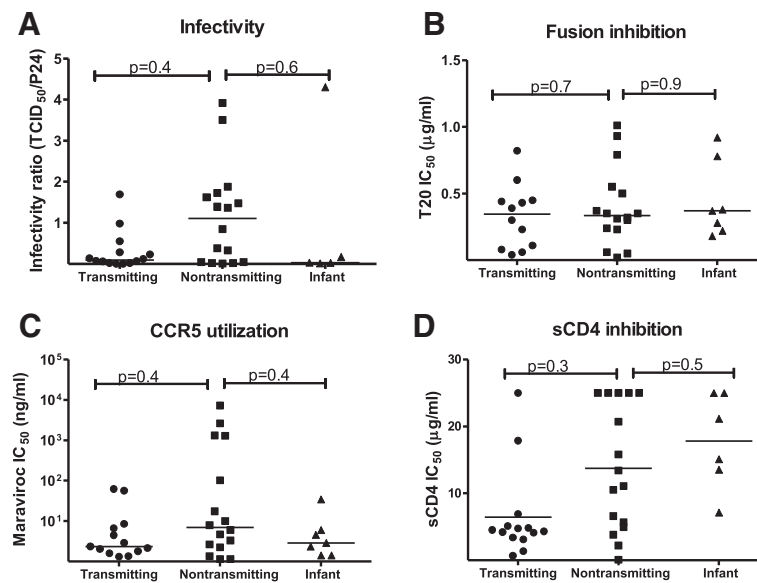 A
Infectivity
Infectivity ratio (TCID50/P24)
5
4
3
2
1
p=0.4
p=0.6
Transmitting
Nontransmitting
Infant
B
Fusion inhibition
T20 IC50 (μg/ml)
1.5
1.0
0.5
p=0.7
p=0.9
Transmitting
Nontransmitting
Infant
C
CCR5 utilization
Maraviroc IC50 (ng/ml)
10^5
10^4
10^3
10^2
10^1
p=0.4
p=0.4
Transmitting
Nontransmitting
Infant
D
sCD4 inhibition
sCD4 IC50 (μg/ml)
30
20
10
p=0.3
p=0.5
Transmitting
Nontransmitting
Infant